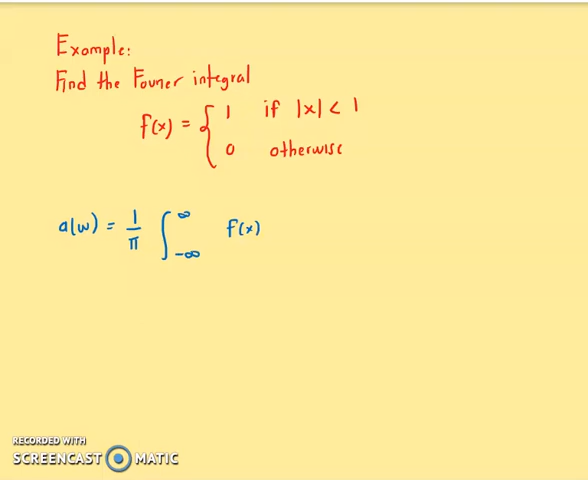 Example:
Find the Fourier integral
f(x) = { 1 if |x| < 1
0 otherwise
a(w) = 1/π ∫_{-∞}^{∞} f(x)
RECORDED WITH
SCREENCAST MATIC